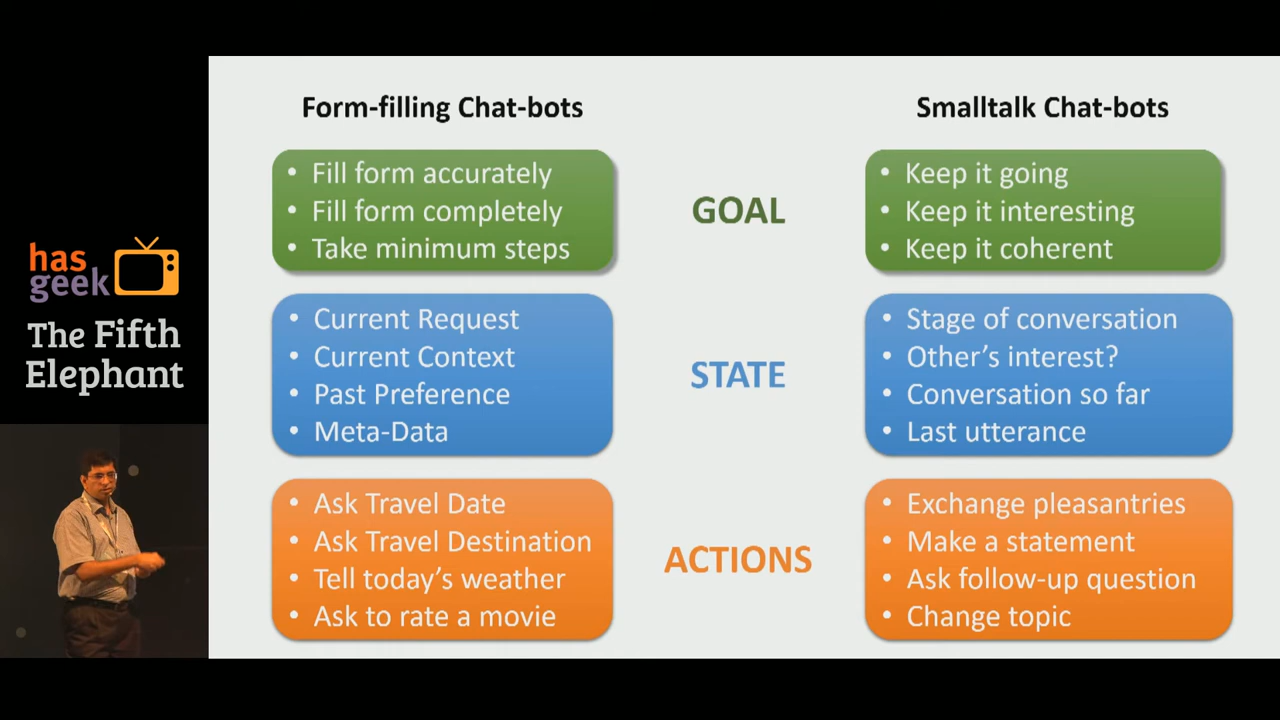 has
geek
The Fifth
Elephant
Form-filling Chat-bots
Smalltalk Chat-bots
• Fill form accurately
• Fill form completely
• Take minimum steps
GOAL
• Keep it going
• Keep it interesting
• Keep it coherent
• Current Request
• Current Context
• Past Preference
• Meta-Data
STATE
• Stage of conversation
• Other's interest?
• Conversation so far
• Last utterance
• Ask Travel Date
• Ask Travel Destination
• Tell today's weather
• Ask to rate a movie
ACTIONS
• Exchange pleasantries
• Make a statement
• Ask follow-up question
• Change topic